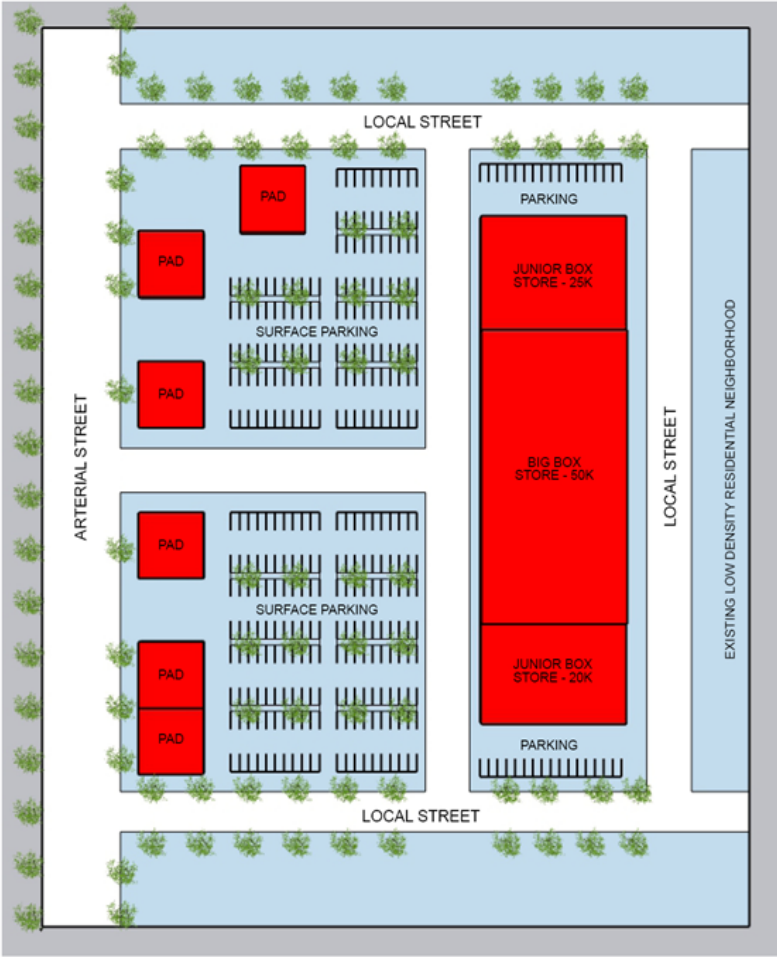 LOCAL STREET
PAD
PARKING
PAD
JUNIOR BOX
STORE - 25K
SURFACE PARKING
PAD
ARTERIAL STREET
BIG BOX
STORE - 50K
LOCAL STREET
EXISTING LOW DENSITY RESIDENTIAL NEIGHBORHOOD
PAD
SURFACE PARKING
PAD
JUNIOR BOX
STORE - 20K
PAD
PARKING
LOCAL STREET